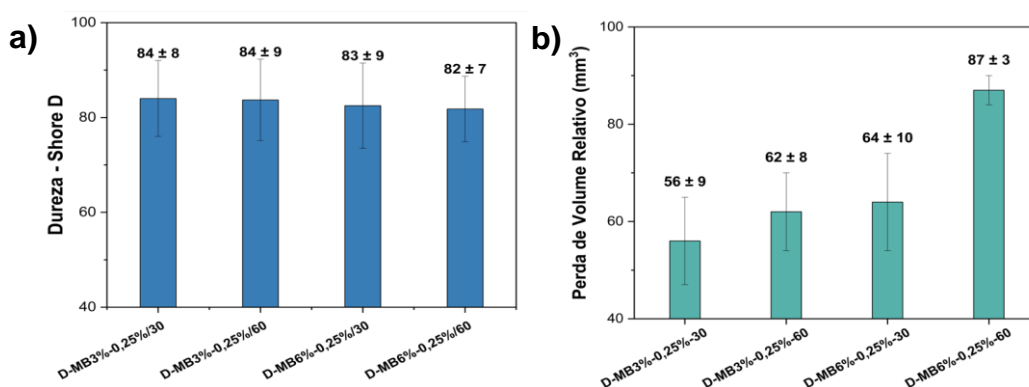 a)
Dureza - Shore D
100
80
60
40
84 ± 8
84 ± 9
83 ± 9
82 ± 7
D-MB3%-0,25%/30
D-MB3%-0,25%/60
D-MB6%-0,25%/30
D-MB6%-0,25%/60
b)
Perda de Volume Relativo (mm³)
100
80
60
40
56 ± 9
62 ± 8
64 ± 10
87 ± 3
D-MB3%-0,25%-30
D-MB3%-0,25%-60
D-MB6%-0,25%-30
D-MB6%-0,25%-60